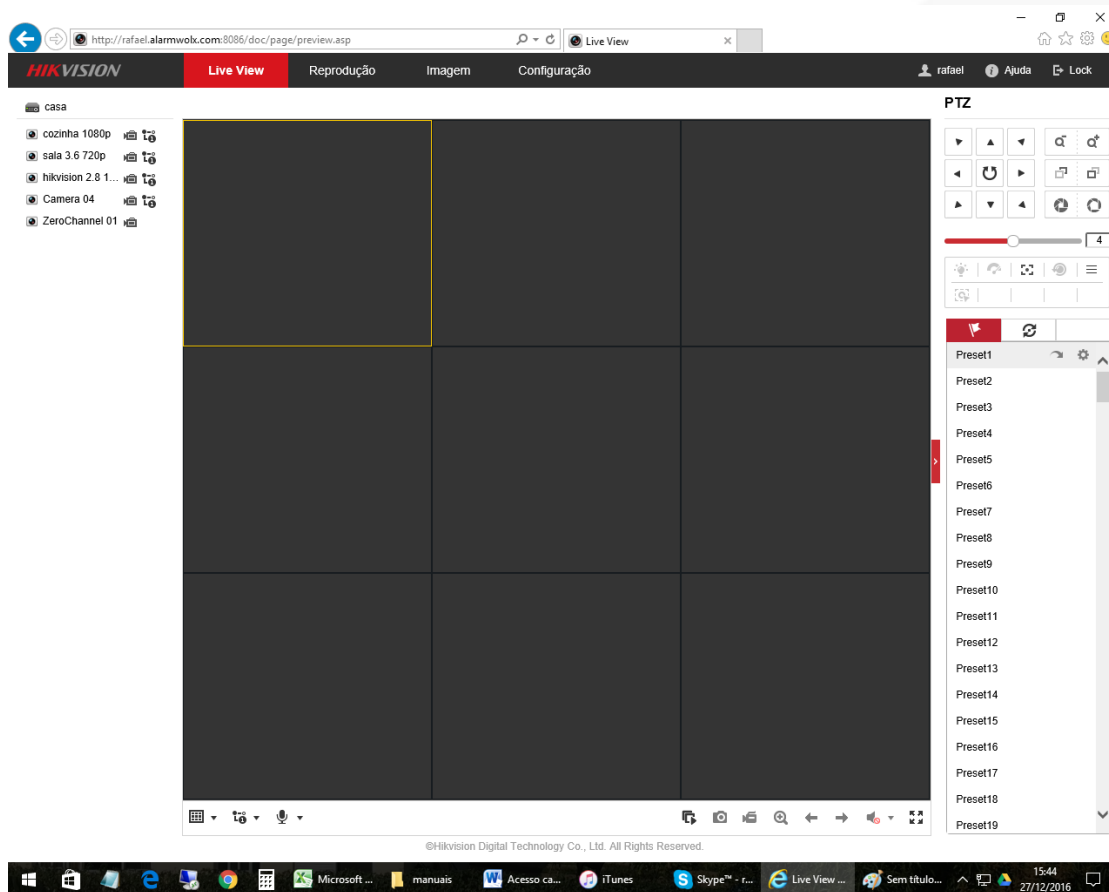 http://rafael.alarmwolx.com:8086/doc/page/preview.asp
Live View
HIKVISION
Live View
Reprodução
Imagem
Configuração
rafael
Ajuda
Lock
casa
cozinha 1080p
sala 3.6 720p
hikvision 2.8 1...
Camera 04
ZeroChannel 01
PTZ
4
Preset1
Preset2
Preset3
Preset4
Preset5
Preset6
Preset7
Preset8
Preset9
Preset10
Preset11
Preset12
Preset13
Preset14
Preset15
Preset16
Preset17
Preset18
Preset19
©Hikvision Digital Technology Co., Ltd. All Rights Reserved.
Microsoft ...
manuais
Acesso ca...
iTunes
Skype™ - r...
Live View ...
Sem título...
15:44
27/12/2016